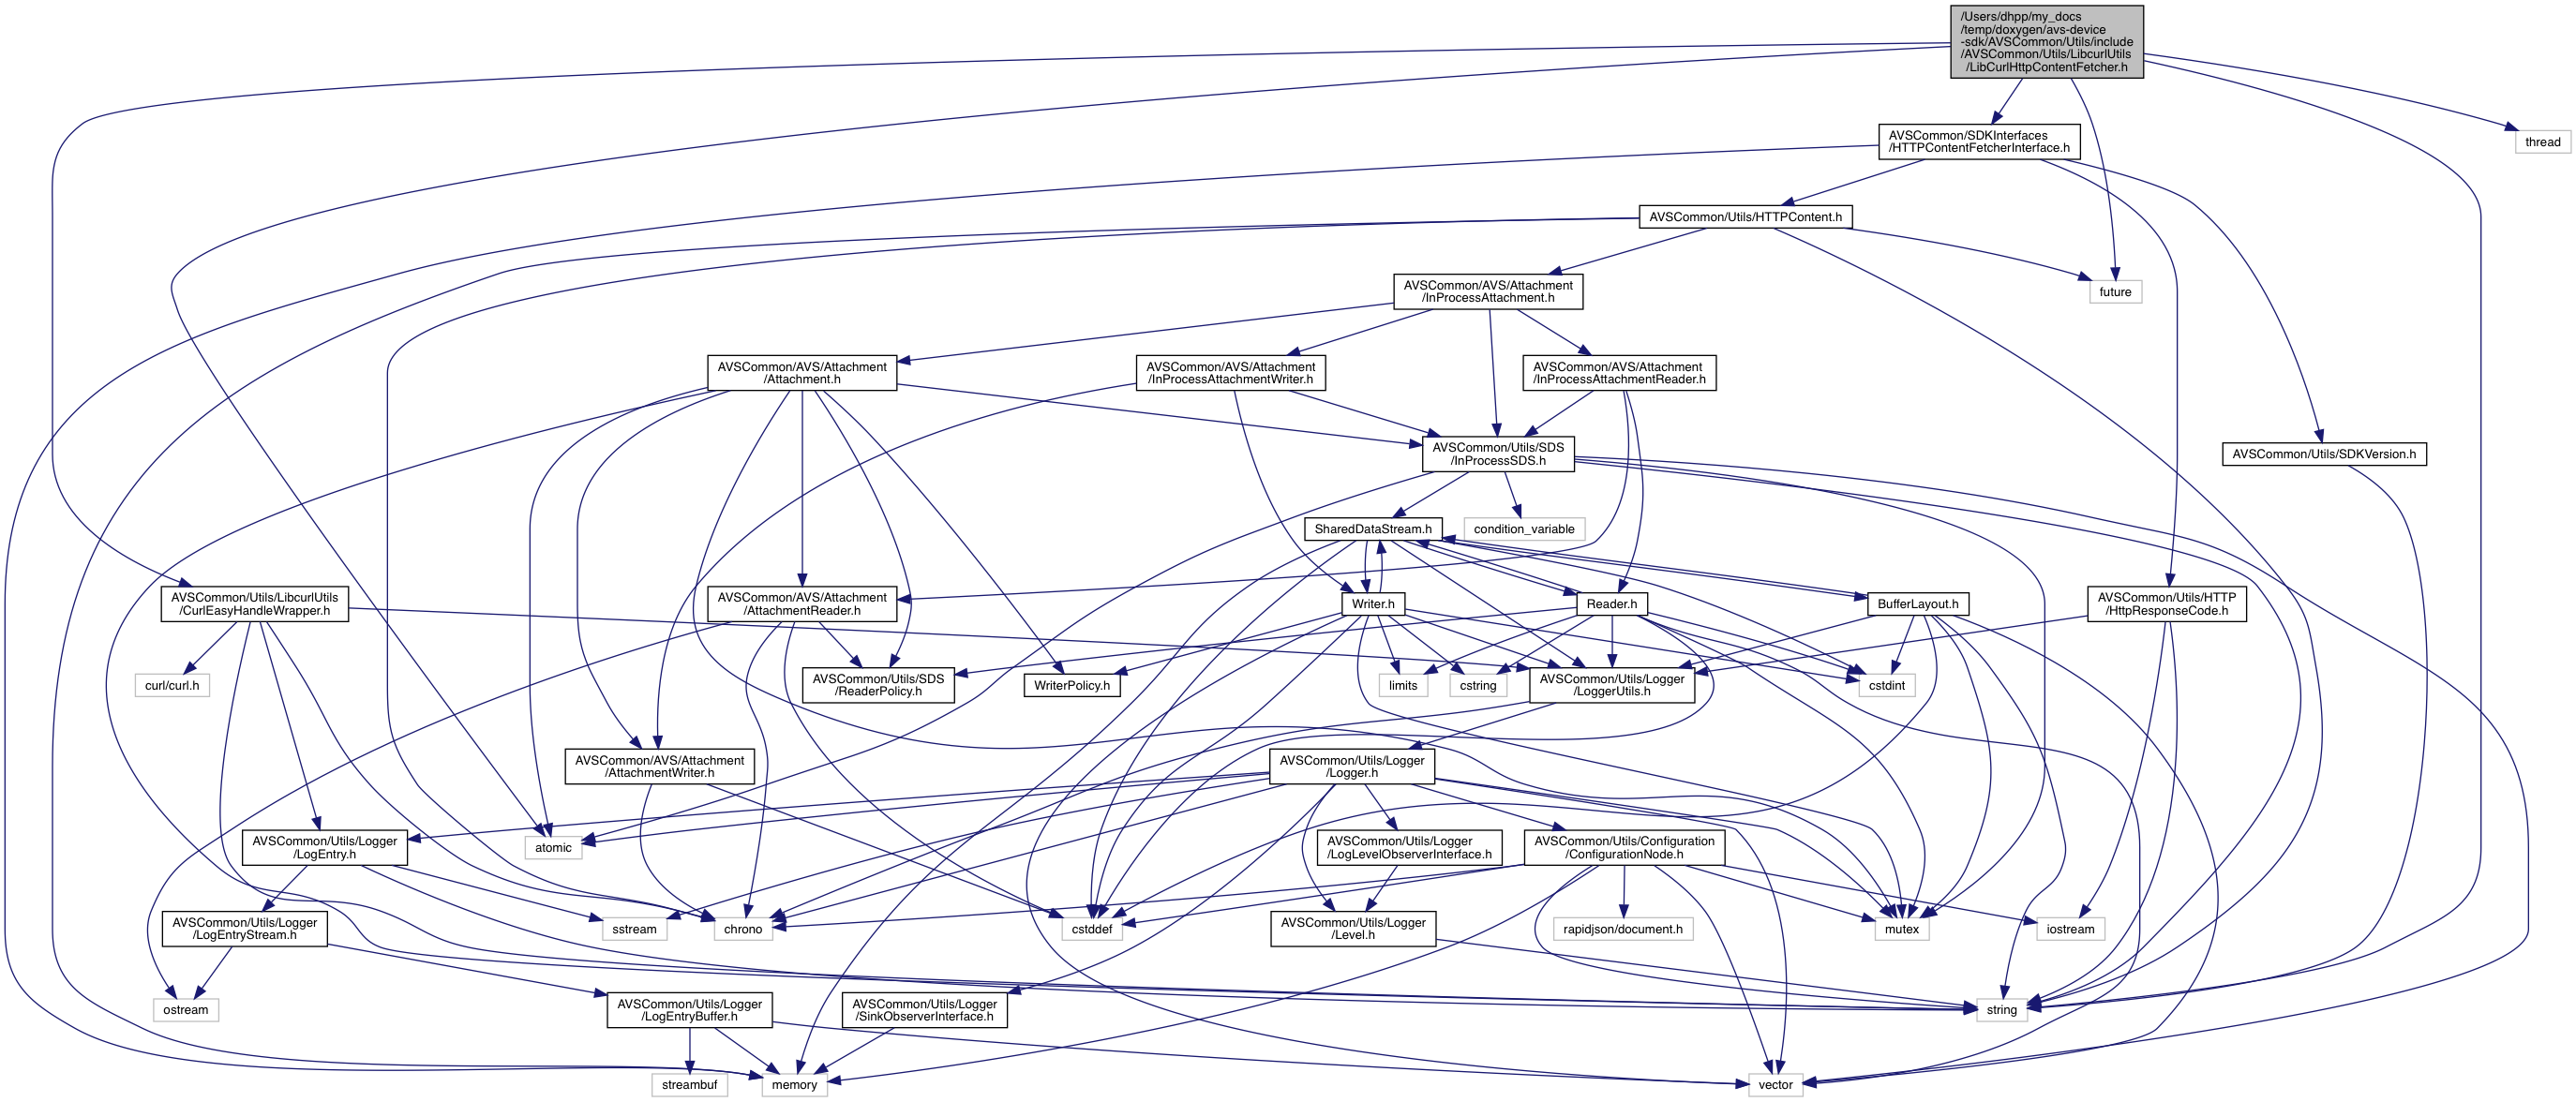 /Users/dhpp/my_docs
/temp/doxygen/avs-device
-sdk/AVSCommon/Utils/include
/AVSCommon/Utils/LibcurlUtils
/LibCurlHttpContentFetcher.h
AVSCommon/SDKInterfaces
/HTTPContentFetcherInterface.h
thread
AVSCommon/Utils/HTTPContent.h
AVSCommon/AVS/Attachment
/InProcessAttachment.h
future
AVSCommon/AVS/Attachment
/Attachment.h
AVSCommon/AVS/Attachment
/InProcessAttachmentWriter.h
AVSCommon/AVS/Attachment
/InProcessAttachmentReader.h
AVSCommon/Utils/SDS
/InProcessSDS.h
AVSCommon/Utils/SDKVersion.h
SharedDataStream.h
condition_variable
AVSCommon/Utils/LibcurlUtils
/CurlEasyHandleWrapper.h
AVSCommon/AVS/Attachment
/AttachmentReader.h
Writer.h
Reader.h
BufferLayout.h
AVSCommon/Utils/HTTP
/HttpResponseCode.h
curl/curl.h
AVSCommon/Utils/SDS
/ReaderPolicy.h
WriterPolicy.h
limits
cstring
AVSCommon/Utils/Logger
/LoggerUtils.h
cstdint
AVSCommon/AVS/Attachment
/AttachmentWriter.h
AVSCommon/Utils/Logger
/Logger.h
AVSCommon/Utils/Logger
/LogEntry.h
atomic
AVSCommon/Utils/Logger
/LogLevelObserverInterface.h
AVSCommon/Utils/Configuration
/ConfigurationNode.h
AVSCommon/Utils/Logger
/LogEntryStream.h
sstream
chrono
cstddef
AVSCommon/Utils/Logger
/Level.h
rapidjson/document.h
mutex
iostream
ostream
AVSCommon/Utils/Logger
/LogEntryBuffer.h
AVSCommon/Utils/Logger
/SinkObserverInterface.h
string
streambuf
memory
vector